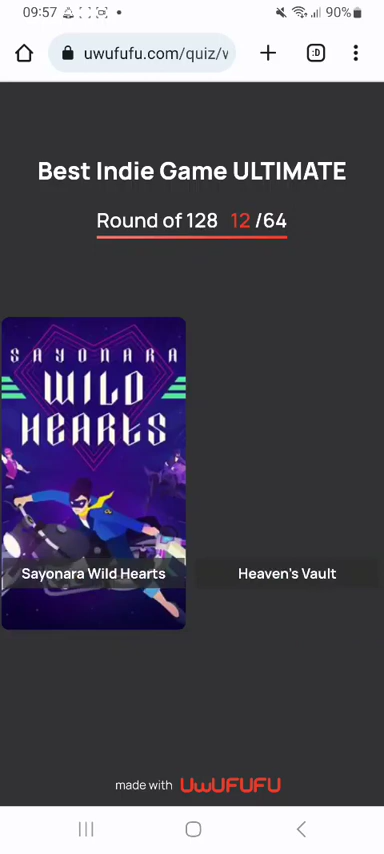 09:57
90%
uwufufu.com/quiz/w
:D
Best Indie Game ULTIMATE
Round of 128 12 /64
SAYONARA
WILD
HEARTS
Sayonara Wild Hearts
Heaven's Vault
made with UwUFUFU